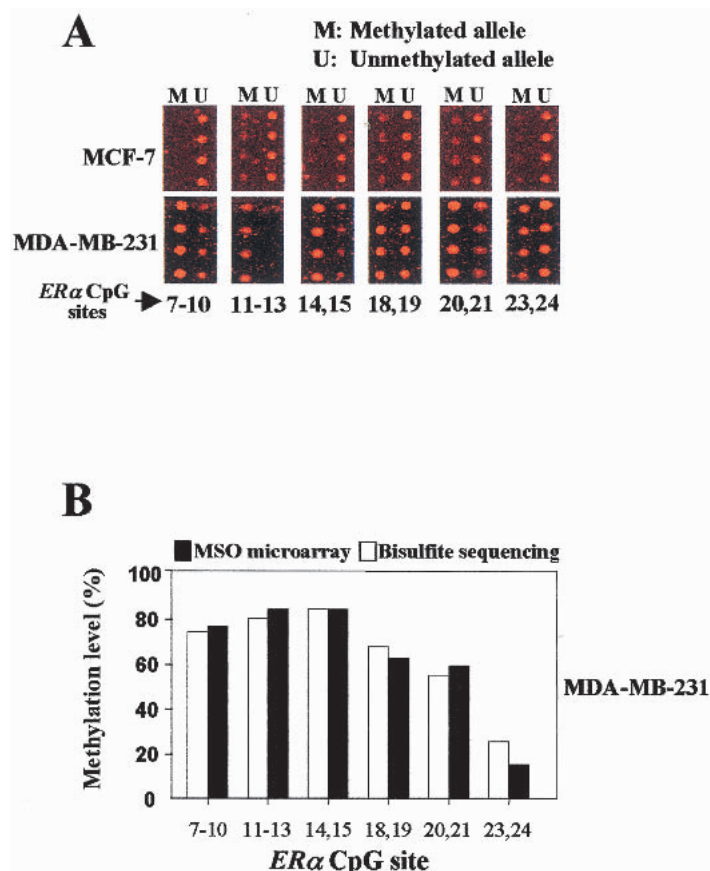 A
M: Methylated allele
U: Unmethylated allele
M U M U M U M U M U M U
MCF-7
MDA-MB-231
ERα CpG sites
7-10 11-13 14,15 18,19 20,21 23,24
B
MSO microarray Bisulfite sequencing
Methylation level (%)
100
80
60
40
20
0
MDA-MB-231
7-10 11-13 14,15 18,19 20,21 23,24
ERα CpG site